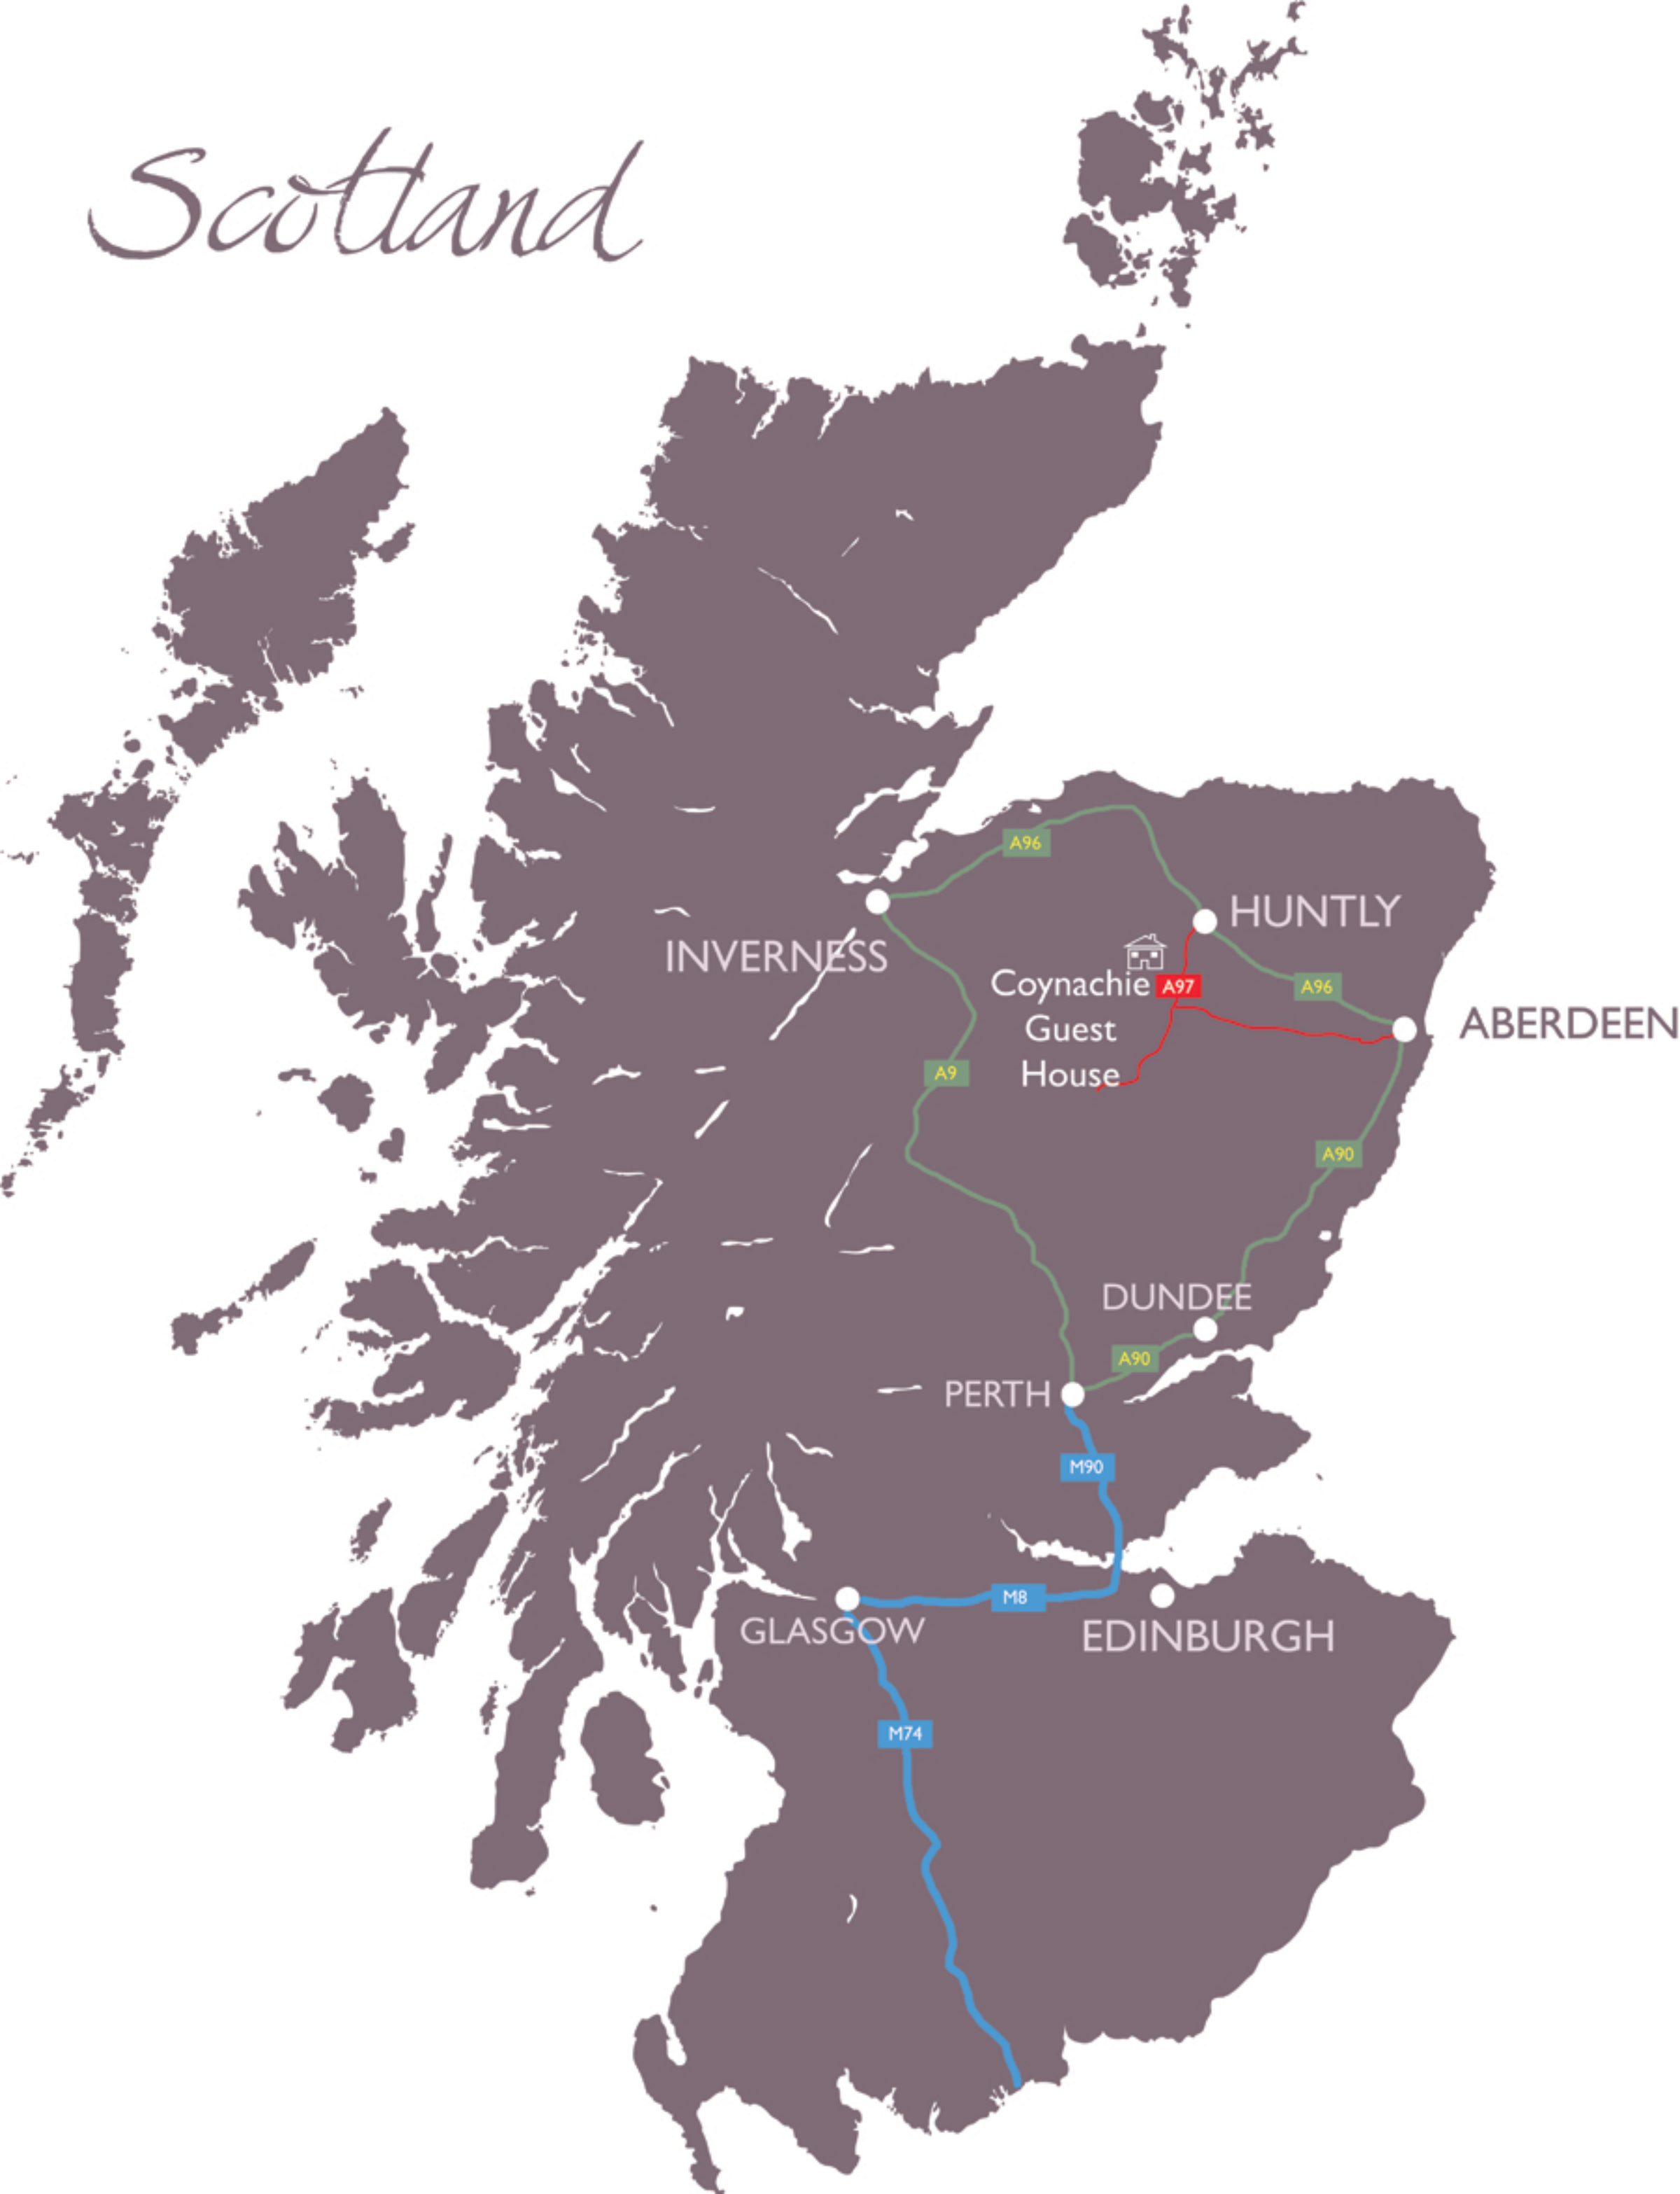 Scotland
A96
HUNTLY
INVERNESS
Coynachie
Guest
House
A97
A96
ABERDEEN
A9
A90
DUNDEE
A90
PERTH
M90
M8
GLASGOW
EDINBURGH
M74